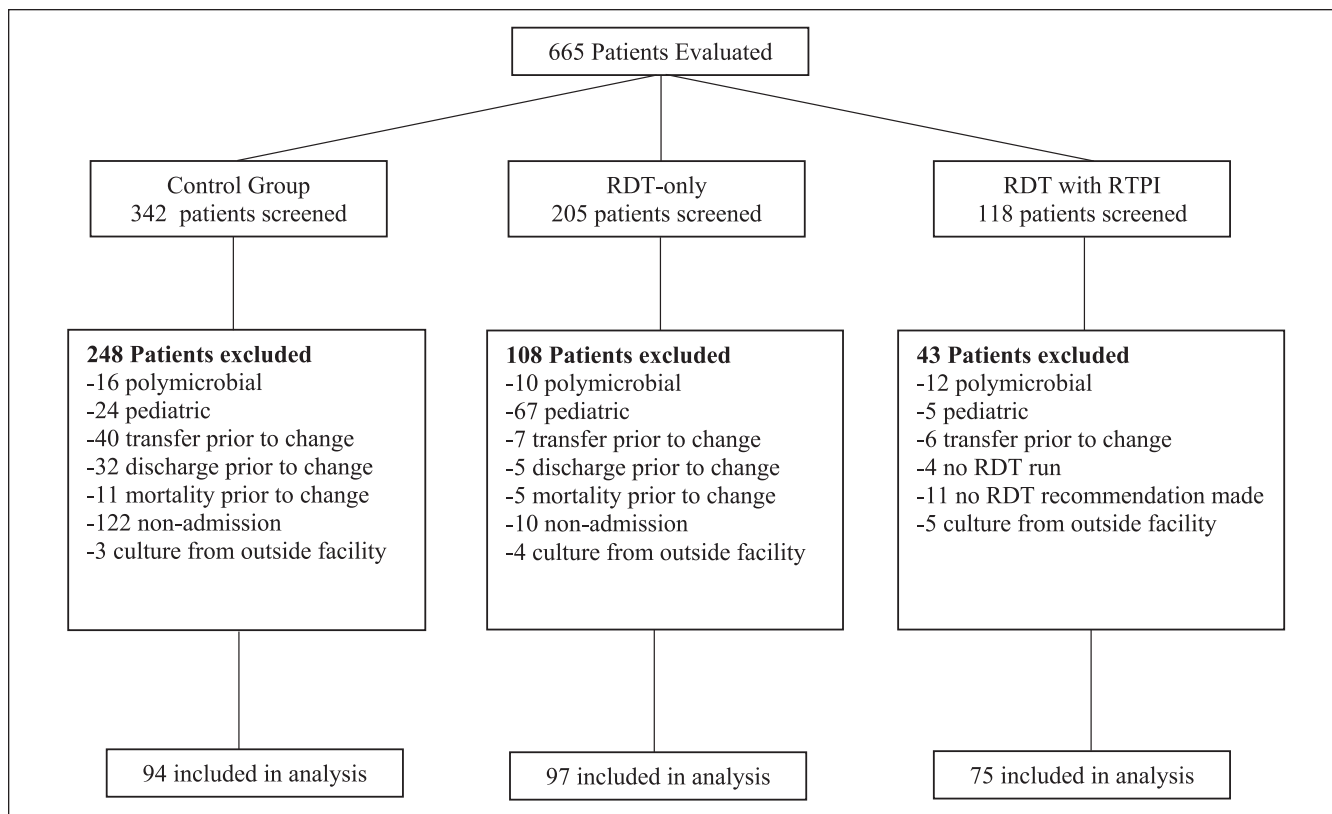 665 Patients Evaluated
Control Group
342 patients screened
RDT-only
205 patients screened
RDT with RTPI
118 patients screened
248 Patients excluded
-16 polymicrobial
-24 pediatric
-40 transfer prior to change
-32 discharge prior to change
-11 mortality prior to change
-122 non-admission
-3 culture from outside facility
108 Patients excluded
-10 polymicrobial
-67 pediatric
-7 transfer prior to change
-5 discharge prior to change
-5 mortality prior to change
-10 non-admission
-4 culture from outside facility
43 Patients excluded
-12 polymicrobial
-5 pediatric
-6 transfer prior to change
-4 no RDT run
-11 no RDT recommendation made
-5 culture from outside facility
94 included in analysis
97 included in analysis
75 included in analysis